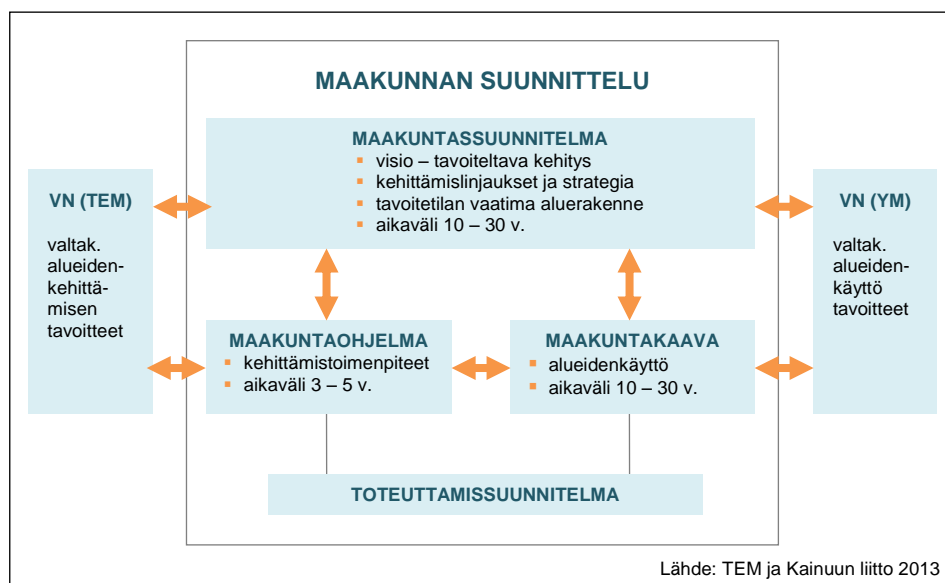 MAAKUNNAN SUUNNITTELU
MAAKUNTASSUUNNITELMA
▪ visio – tavoiteltava kehitys
▪ kehittämislinjaukset ja strategia
▪ tavoitetilan vaatima aluerakenne
▪ aikaväli 10 – 30 v.
VN (TEM)
valtak.
alueiden-
kehittä-
misen
tavoitteet
VN (YM)
valtak.
alueiden-
käyttö
tavoitteet
MAAKUNTAOHJELMA
▪ kehittämistoimenpiteet
▪ aikaväli 3 – 5 v.
MAAKUNTAKAAVA
▪ alueidenkäyttö
▪ aikaväli 10 – 30 v.
TOTEUTTAMISSUUNNITELMA
Lähde: TEM ja Kainuun liitto 2013